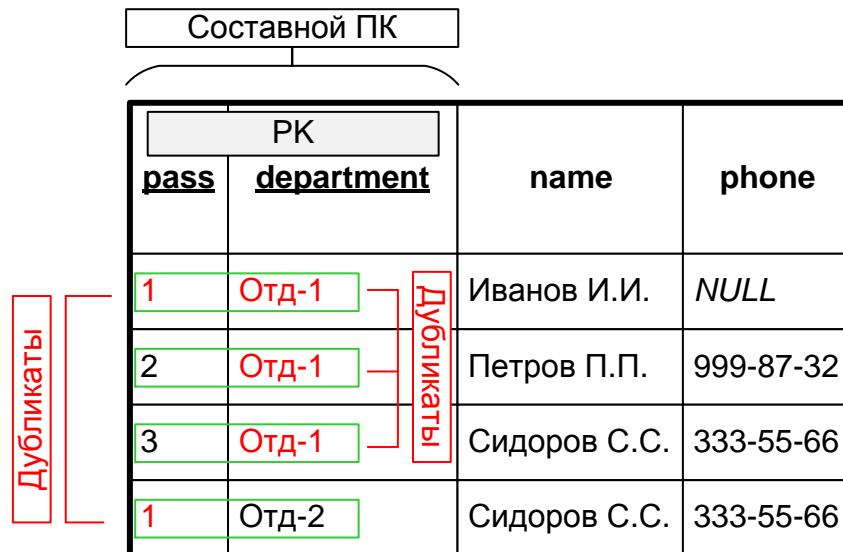 Составной ПК
PK
pass department name phone
1 Отд-1 Иванов И.И. NULL
2 Отд-1 Петров П.П. 999-87-32
3 Отд-1 Сидоров С.С. 333-55-66
1 Отд-2 Сидоров С.С. 333-55-66
Дубликаты
Дубликаты